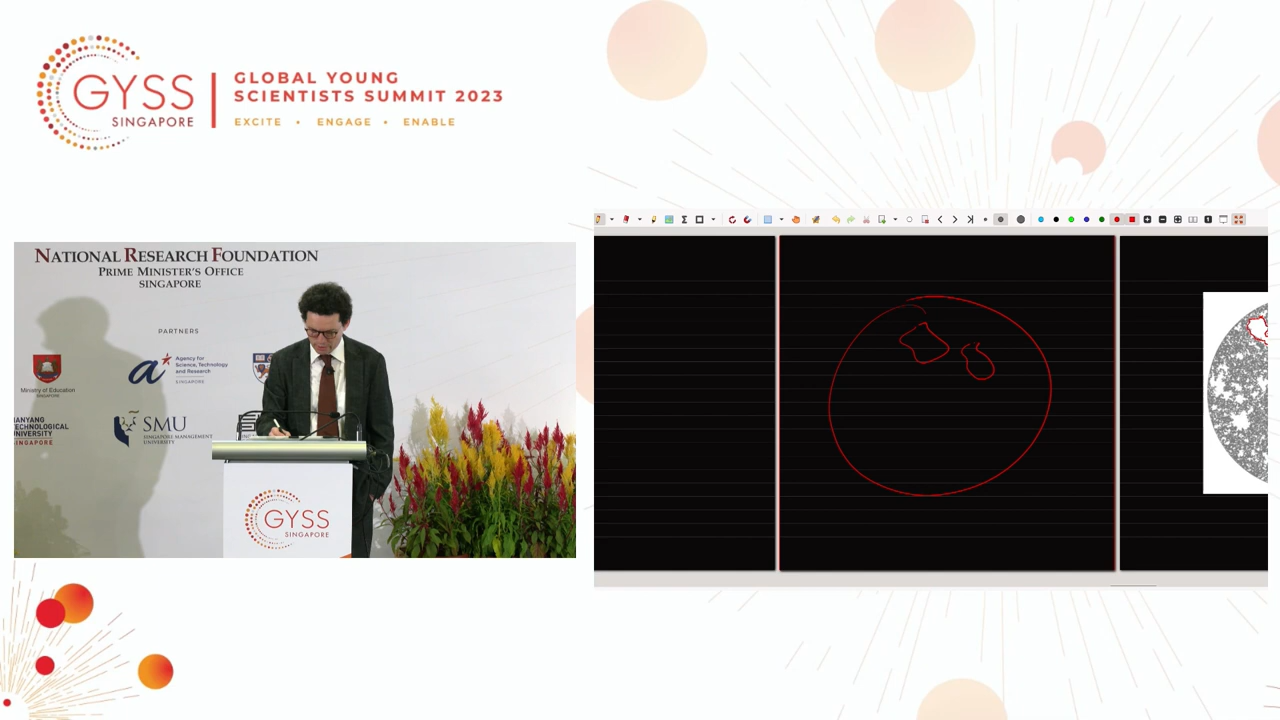 GYSS
SINGAPORE
GLOBAL YOUNG
SCIENTISTS SUMMIT 2023
EXCITE • ENGAGE • ENABLE
NATIONAL RESEARCH FOUNDATION
PRIME MINISTER'S OFFICE
SINGAPORE
PARTNERS
Ministry of Education
SINGAPORE
Agency for
Science, Technology
and Research
SINGAPORE
TECHNOLOGICAL
UNIVERSITY
SINGAPORE
SMU
SINGAPORE MANAGEMENT
UNIVERSITY
GYSS
SINGAPORE